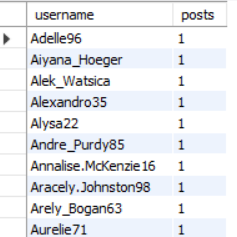 username posts
Adelle96 1
Aiyana_Hoeger 1
Alek_Watsica 1
Alexandro35 1
Alysa22 1
Andre_Purdy85 1
Annalise.McKenzie16 1
Aracely.Johnston98 1
Arely_Bogan63 1
Aurelie71 1